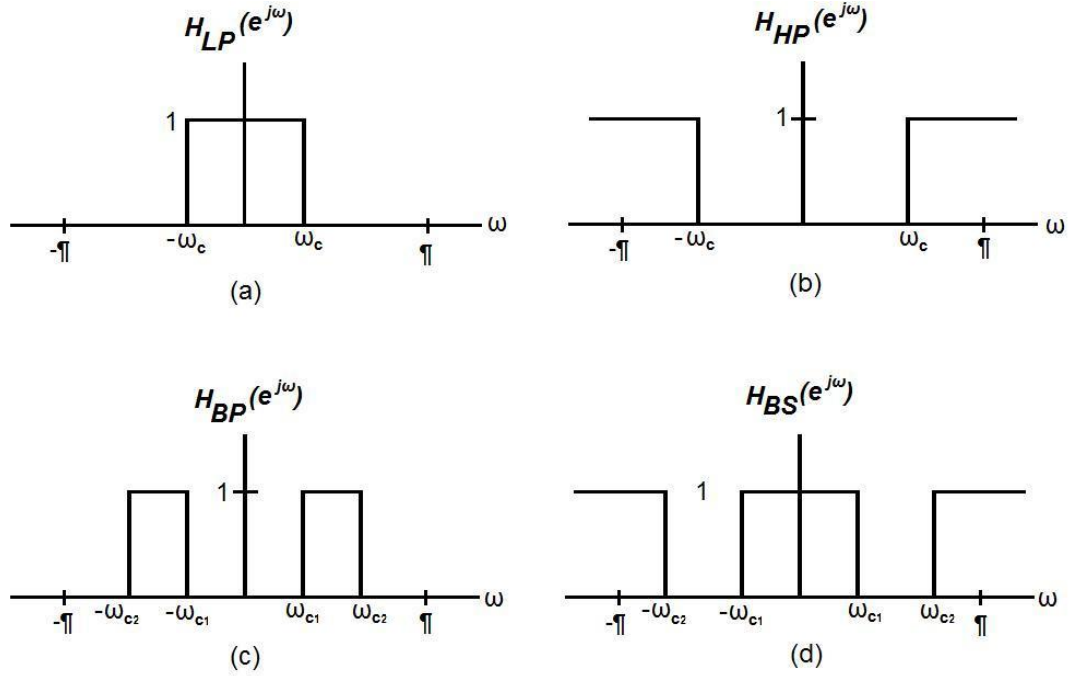 H_LP(e^jω)
1
-¶ -ω_c ω_c ¶ ω
(a)
H_HP(e^jω)
1
-¶ -ω_c ω_c ¶ ω
(b)
H_BP(e^jω)
1
-¶ -ω_c2 -ω_c1 ω_c1 ω_c2 ¶ ω
(c)
H_BS(e^jω)
1
-¶ -ω_c2 -ω_c1 ω_c1 ω_c2 ¶ ω
(d)